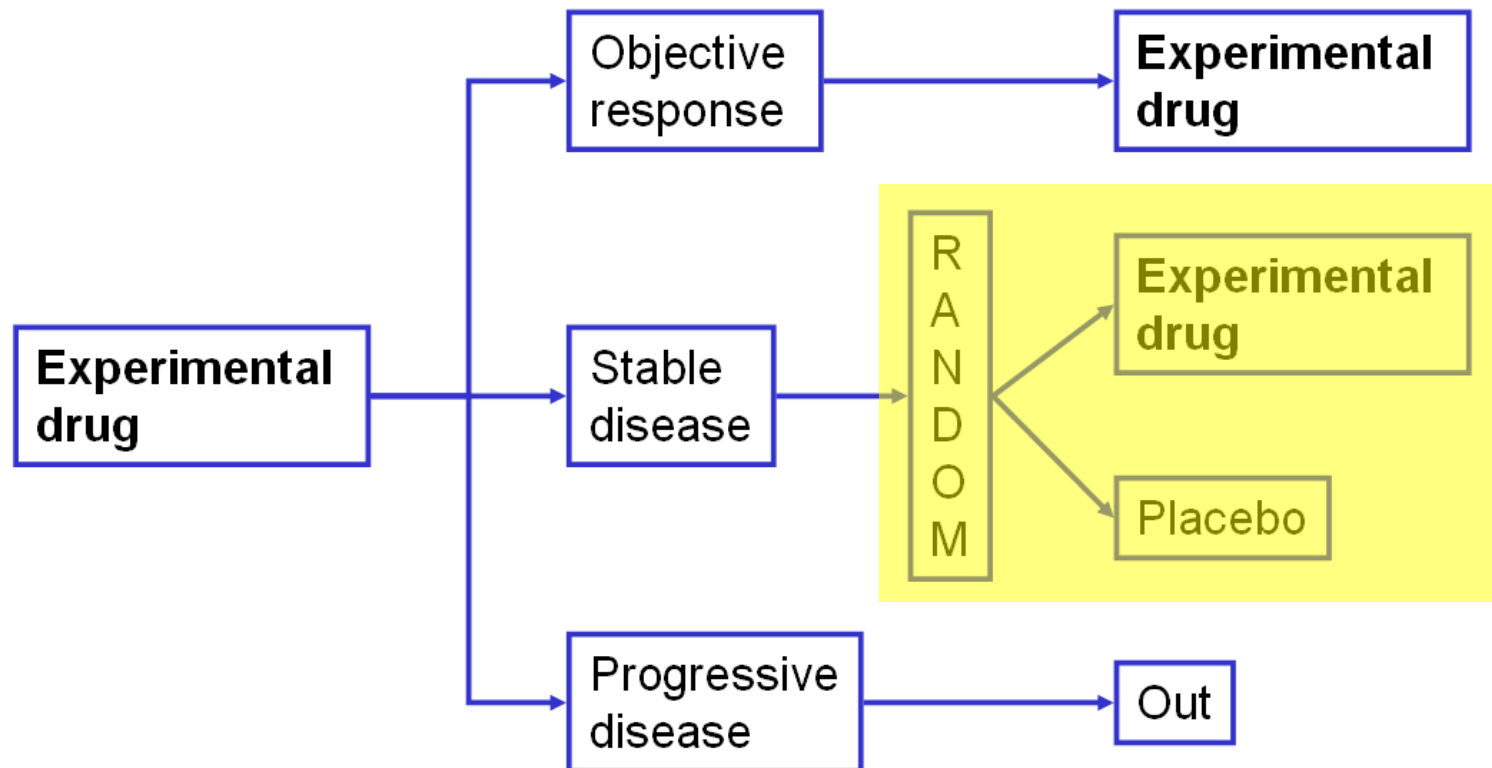 Objective
response
Experimental
drug
Experimental
drug
Stable
disease
R
A
N
D
O
M
Experimental
drug
Placebo
Progressive
disease
Out